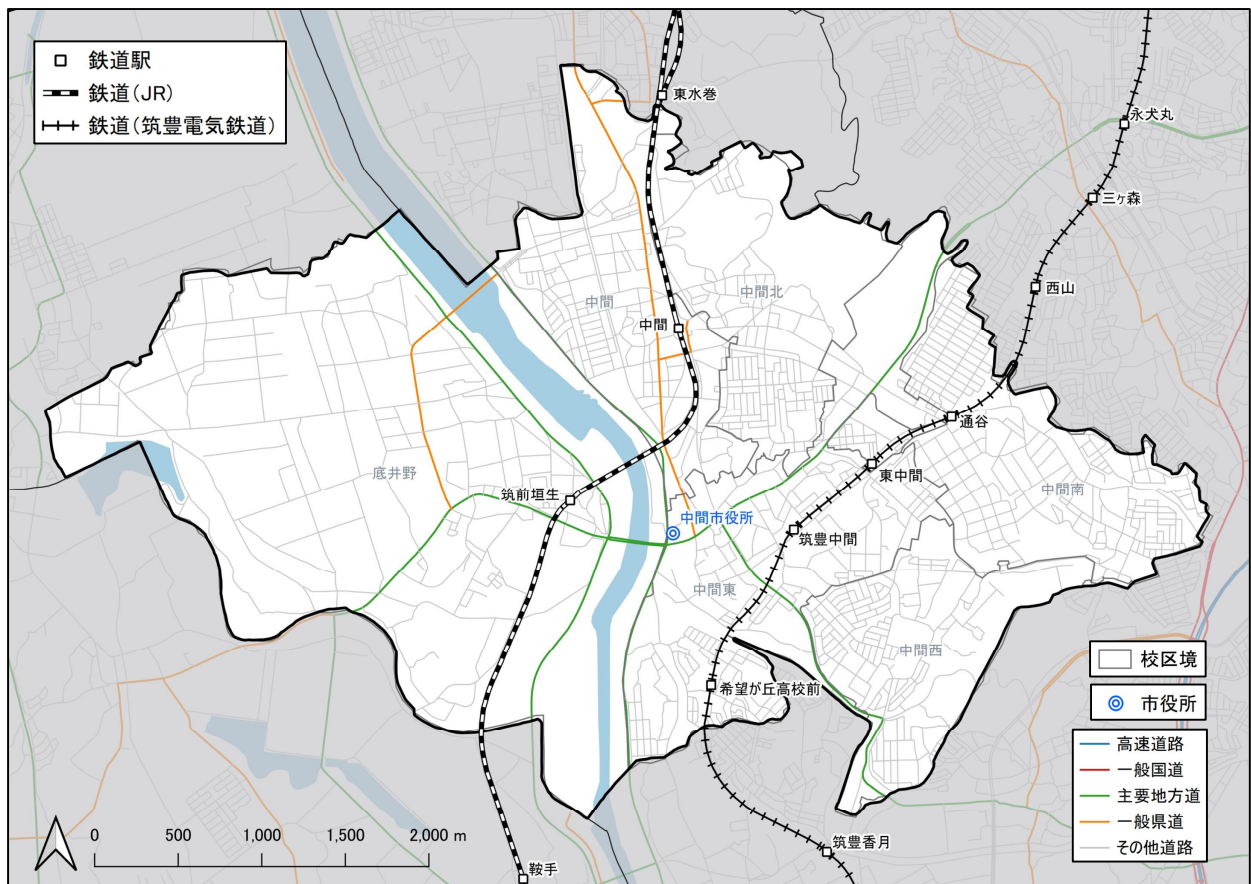 鉄道駅
鉄道(JR)
鉄道(筑豊電気鉄道)
東水巻
永犬丸
三ヶ森
西山
中間
中間北
中間
通谷
東中間
底井野
中間南
筑前垣生
中間市役所
筑豊中間
中間東
中間西
希望が丘高校前
校区境
市役所
高速道路
一般国道
主要地方道
一般県道
その他道路
0 500 1,000 1,500 2,000 m
筑豊香月
鞍手